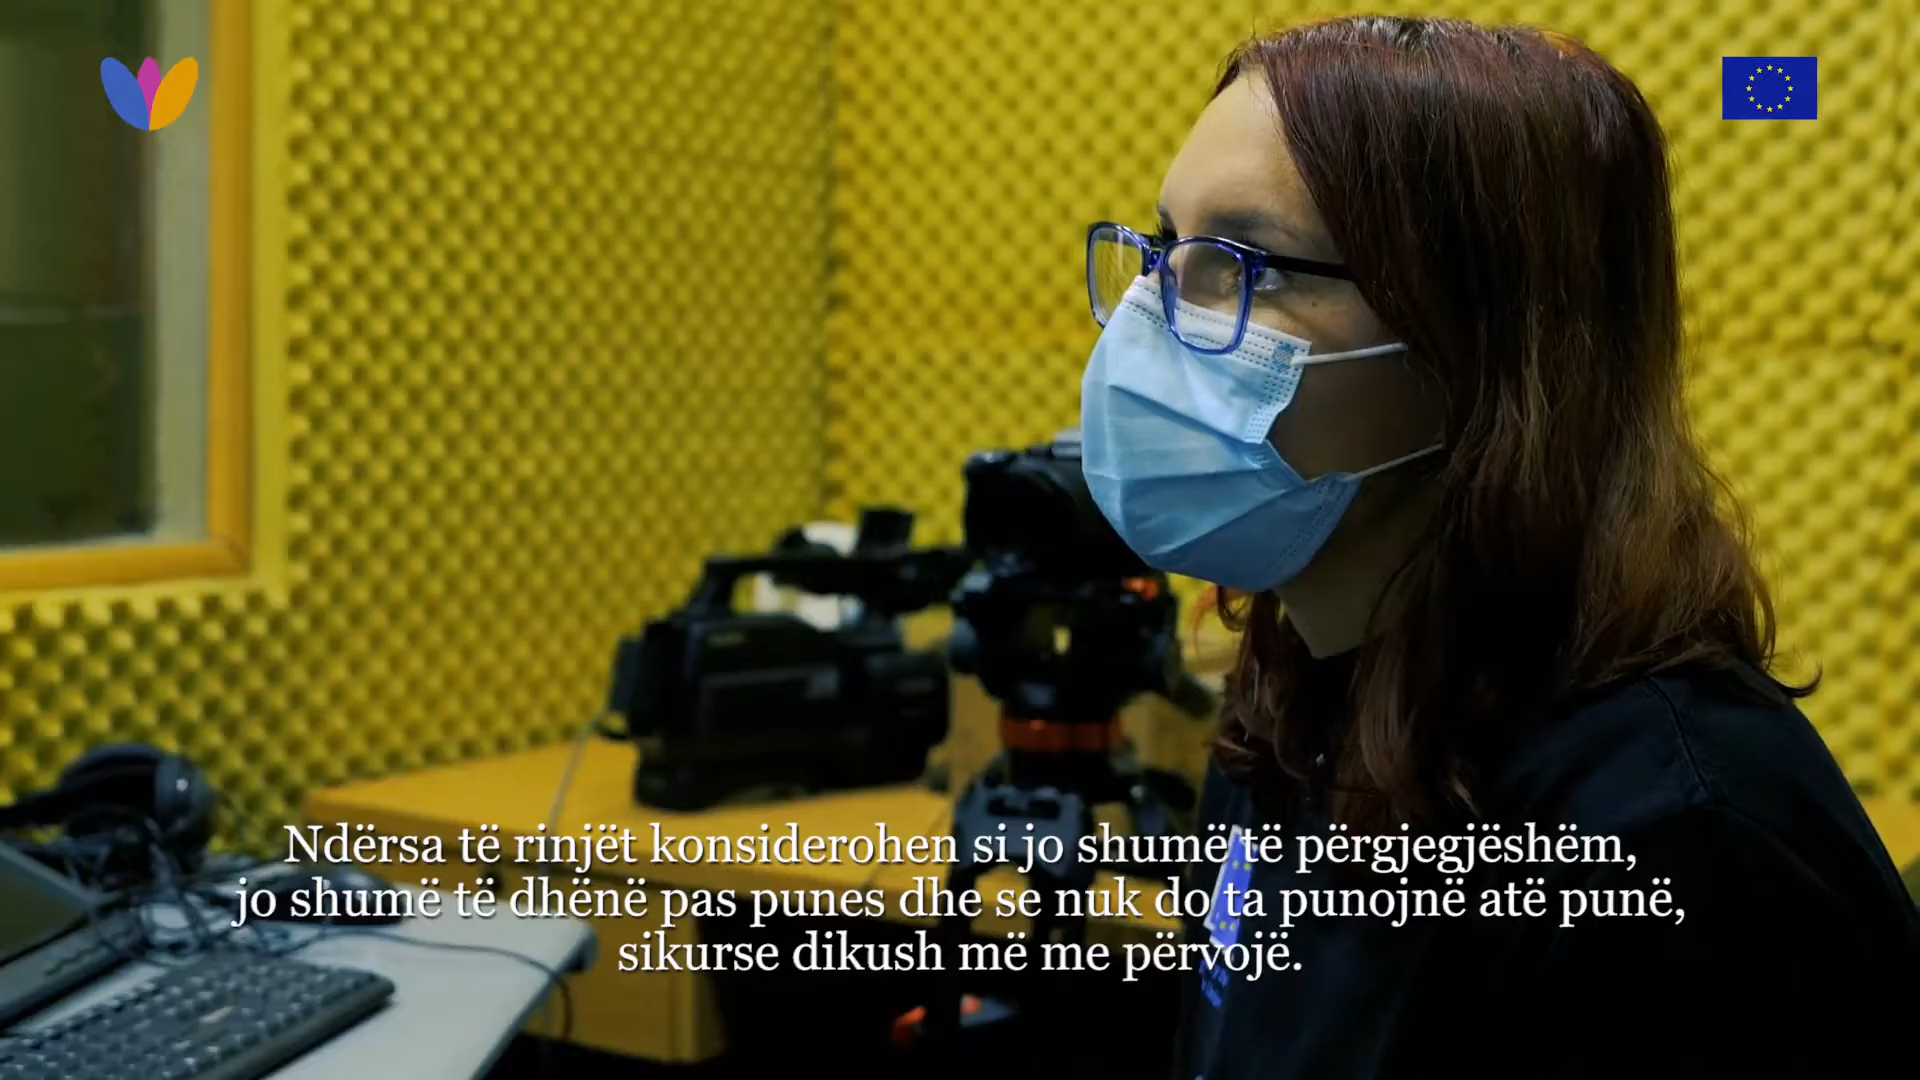 Ndërsa të rinjët konsiderohen si jo shumë të përgjegjëshëm,
jo shumë të dhënë pas punes dhe se nuk do ta punojnë atë punë,
sikurse dikush më me përvojë.